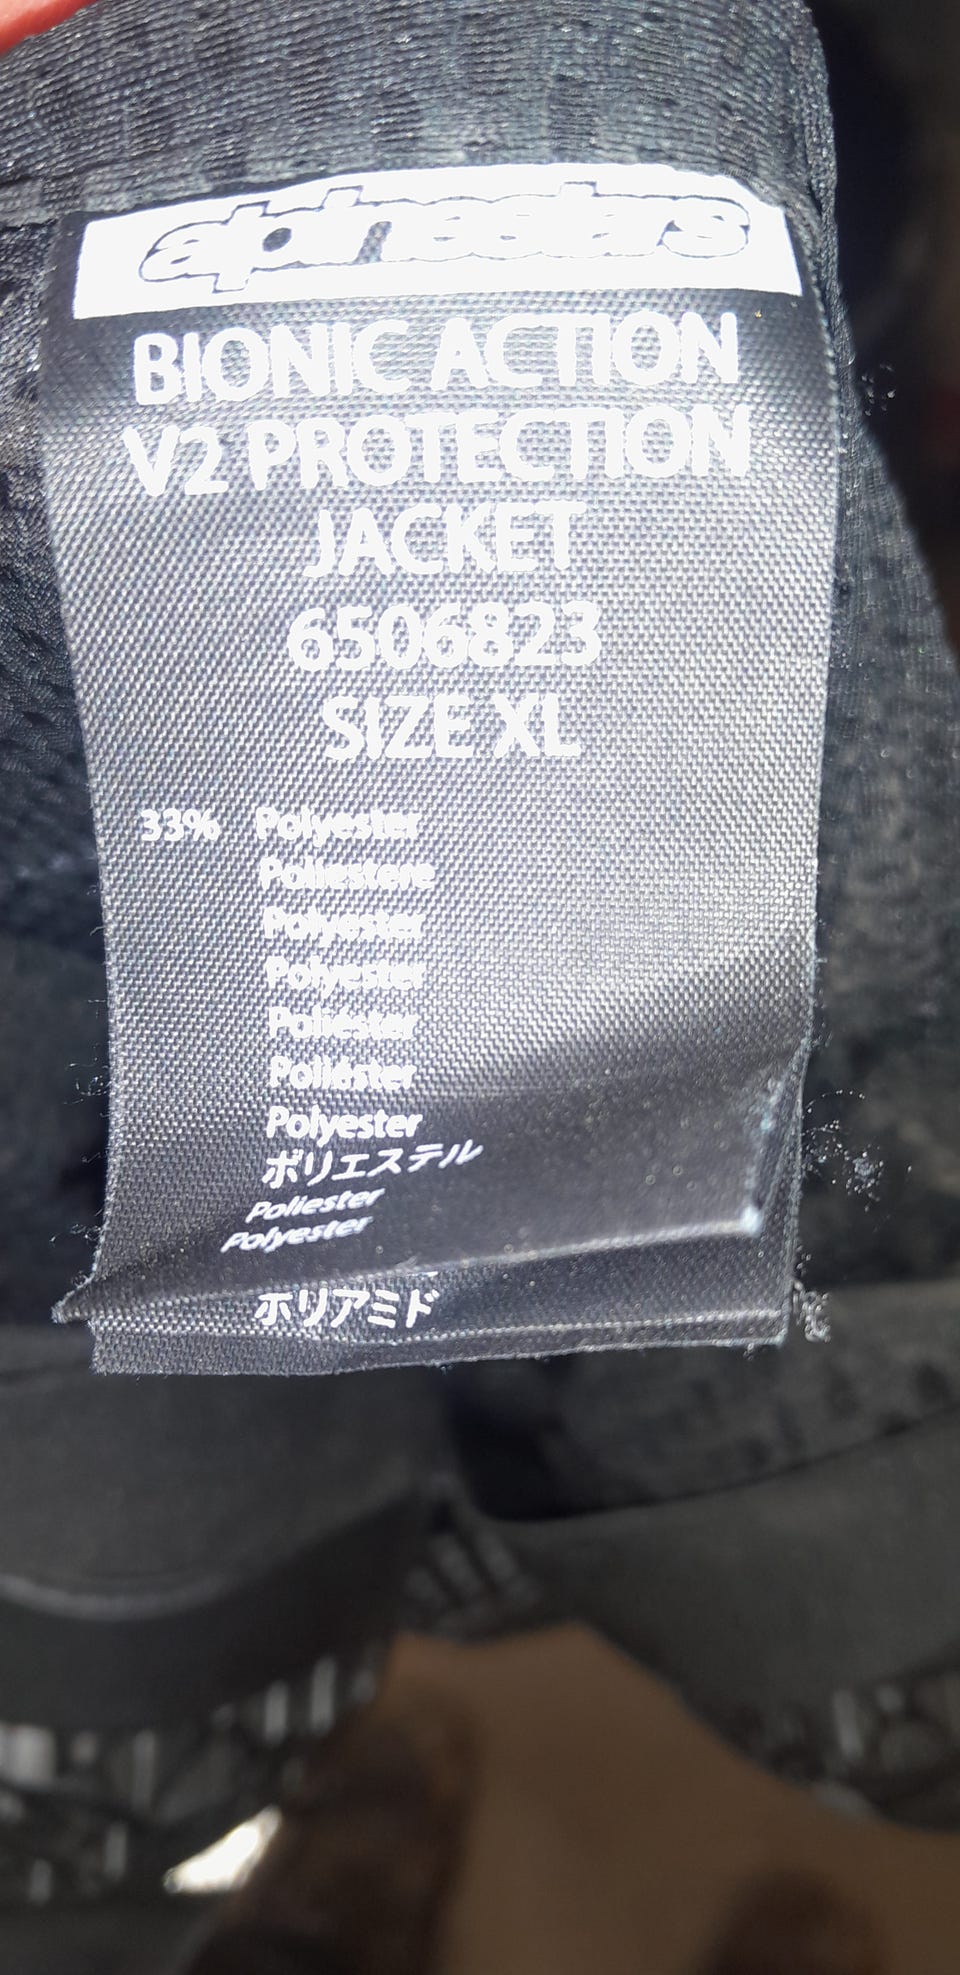 alpinestars
BIONIC ACTION
V2 PROTECTION
JACKET
6506823
SIZE XL
33% Polyester
Poliestere
Polyester
Polyester
Poliester
Poliéster
Polyester
ポリエステル
Poliester
Polyester
ポリアミド